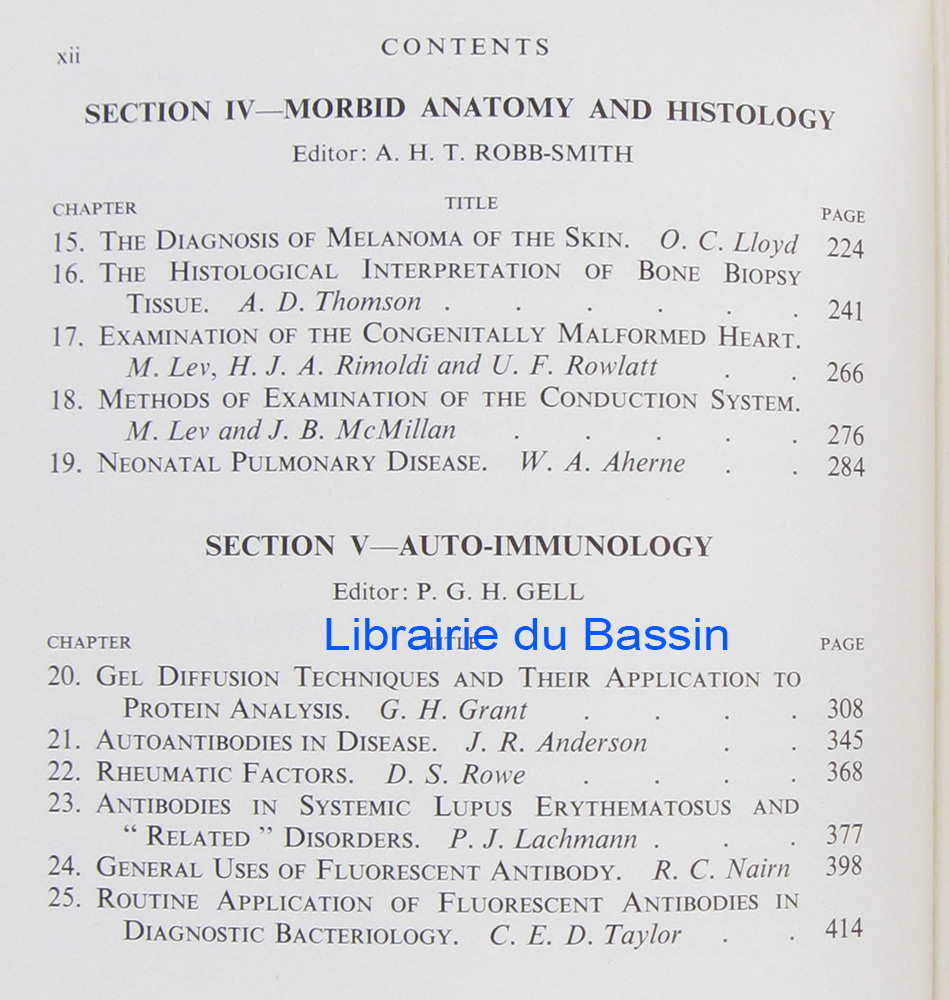 xii
CONTENTS
SECTION IV—MORBID ANATOMY AND HISTOLOGY
Editor: A. H. T. ROBB-SMITH
CHAPTER TITLE PAGE
15. THE DIAGNOSIS OF MELANOMA OF THE SKIN. O. C. Lloyd 224
16. THE HISTOLOGICAL INTERPRETATION OF BONE BIOPSY
TISSUE. A. D. Thomson . . . . . . 241
17. EXAMINATION OF THE CONGENITALLY MALFORMED HEART.
M. Lev, H. J. A. Rimoldi and U. F. Rowlatt . . 266
18. METHODS OF EXAMINATION OF THE CONDUCTION SYSTEM.
M. Lev and J. B. McMillan . . . . . 276
19. NEONATAL PULMONARY DISEASE. W. A. Aherne . . 284
SECTION V—AUTO-IMMUNOLOGY
Editor: P. G. H. GELL
Librairie du Bassin
CHAPTER TITLE PAGE
20. GEL DIFFUSION TECHNIQUES AND THEIR APPLICATION TO
PROTEIN ANALYSIS. G. H. Grant . . . . 308
21. AUTOANTIBODIES IN DISEASE. J. R. Anderson . . 345
22. RHEUMATIC FACTORS. D. S. Rowe . . . . 368
23. ANTIBODIES IN SYSTEMIC LUPUS ERYTHEMATOSUS AND
“ RELATED ” DISORDERS. P. J. Lachmann . . . 377
24. GENERAL USES OF FLUORESCENT ANTIBODY. R. C. Nairn 398
25. ROUTINE APPLICATION OF FLUORESCENT ANTIBODIES IN
DIAGNOSTIC BACTERIOLOGY. C. E. D. Taylor . . 414